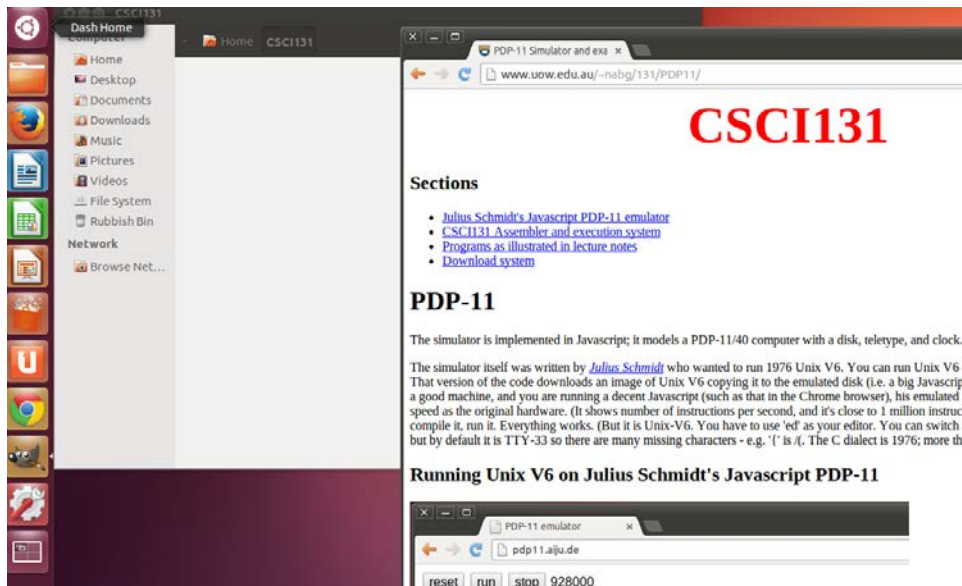 CSCI131
Dash Home
Computer
Home
Desktop
Documents
Downloads
Music
Pictures
Videos
File System
Rubbish Bin
Network
Browse Net...
Home CSCI131
PDP-11 Simulator and exa
www.uow.edu.au/~nabg/131/PDP11/
CSCI131
Sections
Julius Schmidt's Javascript PDP-11 emulator
CSCI131 Assembler and execution system
Programs as illustrated in lecture notes
Download system
PDP-11
The simulator is implemented in Javascript; it models a PDP-11/40 computer with a disk, teletype, and clock.
The simulator itself was written by Julius Schmidt who wanted to run 1976 Unix V6. You can run Unix V6
That version of the code downloads an image of Unix V6 copying it to the emulated disk (i.e. a big Javascrip
a good machine, and you are running a decent Javascript (such as that in the Chrome browser), his emulated
speed as the original hardware. (It shows number of instructions per second, and it's close to 1 million instruc
compile it, run it. Everything works. (But it is Unix-V6. You have to use 'ed' as your editor. You can switch
but by default it is TTY-33 so there are many missing characters - e.g. '{' is /(. The C dialect is 1976; more th
Running Unix V6 on Julius Schmidt's Javascript PDP-11
PDP-11 emulator
pdp11.aiju.de
reset run stop 928000